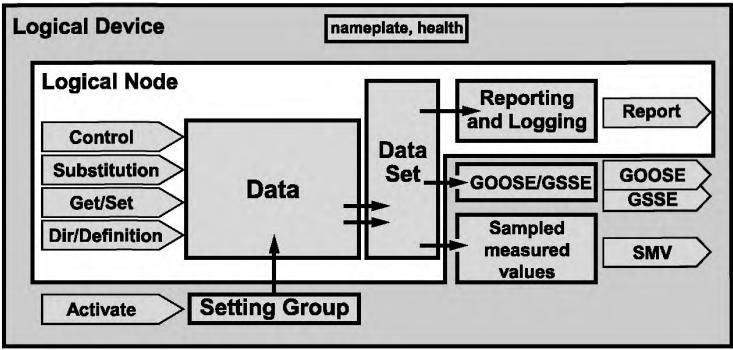 Logical Device
nameplate, health
Logical Node
Control
Substitution
Get/Set
Dir/Definition
Data
Data
Set
Reporting
and Logging
Report
GOOSE/GSSE
GOOSE
GSSE
Sampled
measured
values
SMV
Activate
Setting Group